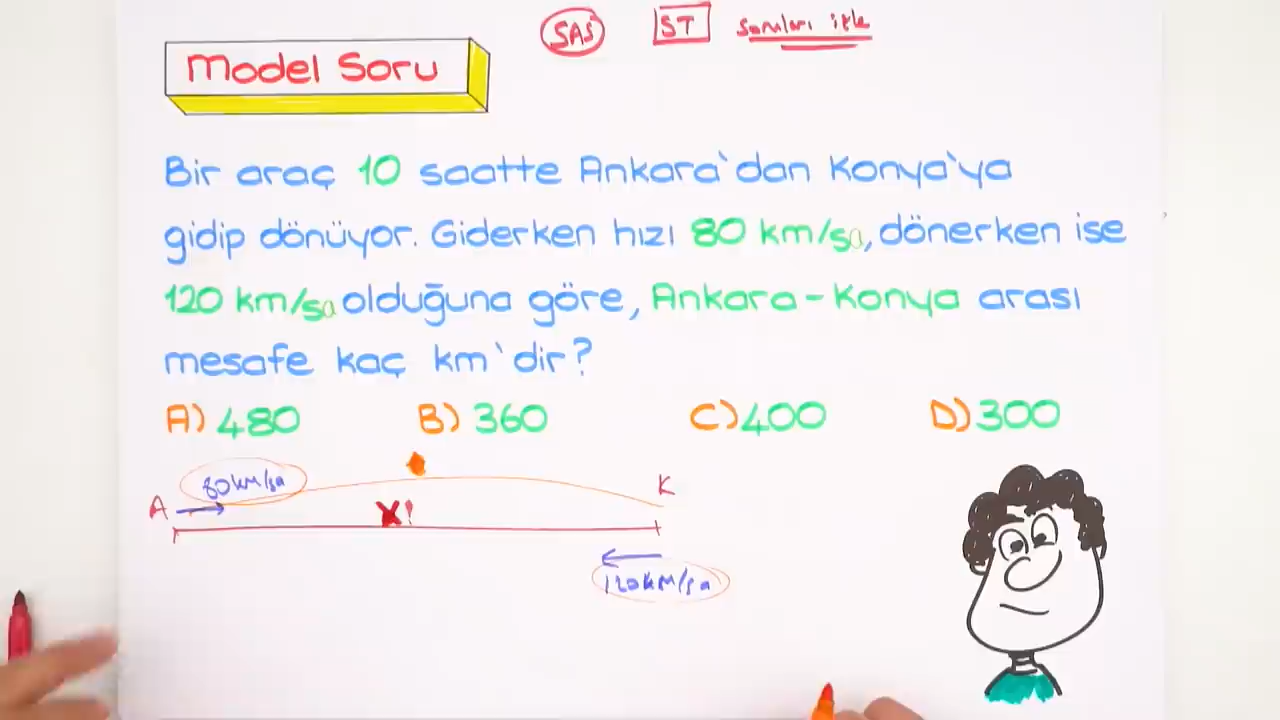 SAS ST Soruları izle
Model Soru
Bir araç 10 saatte Ankara'dan Konya'ya
gidip dönüyor. Giderken hızı 80 km/sa, dönerken ise
120 km/sa olduğuna göre, Ankara-Konya arası
mesafe kaç km'dir?
A) 480 B) 360 C) 400 D) 300
80km/sa
A X! K
120km/sa